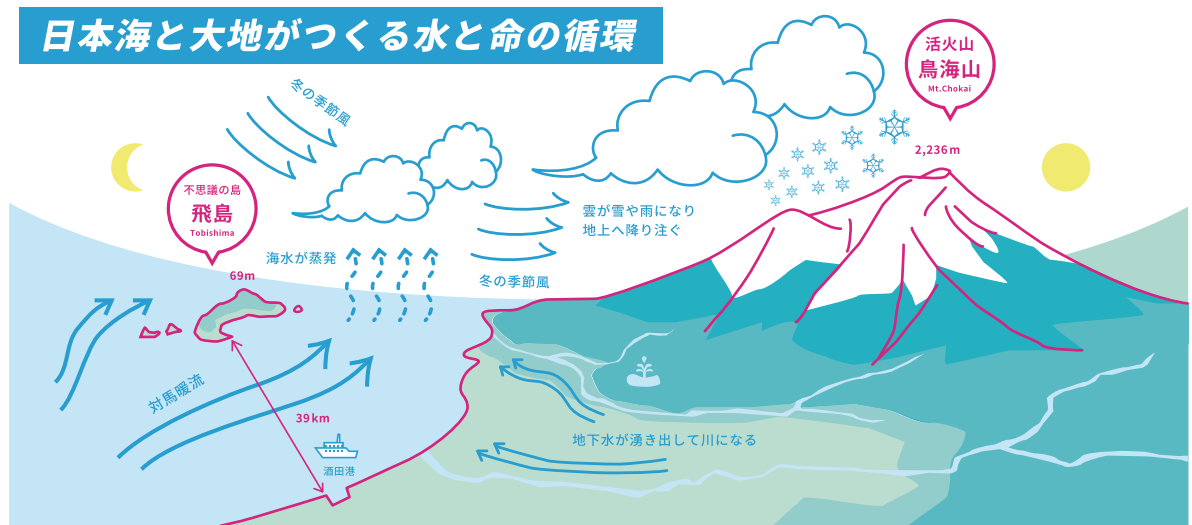 日本海と大地がつくる水と命の循環
冬の季節風
活火山
鳥海山
Mt.Chokai
2,236m
不思議の島
飛島
Tobishima
69m
海水が蒸発
雲が雪や雨になり
地上へ降り注ぐ
冬の季節風
対馬暖流
39km
酒田港
地下水が湧き出して川になる